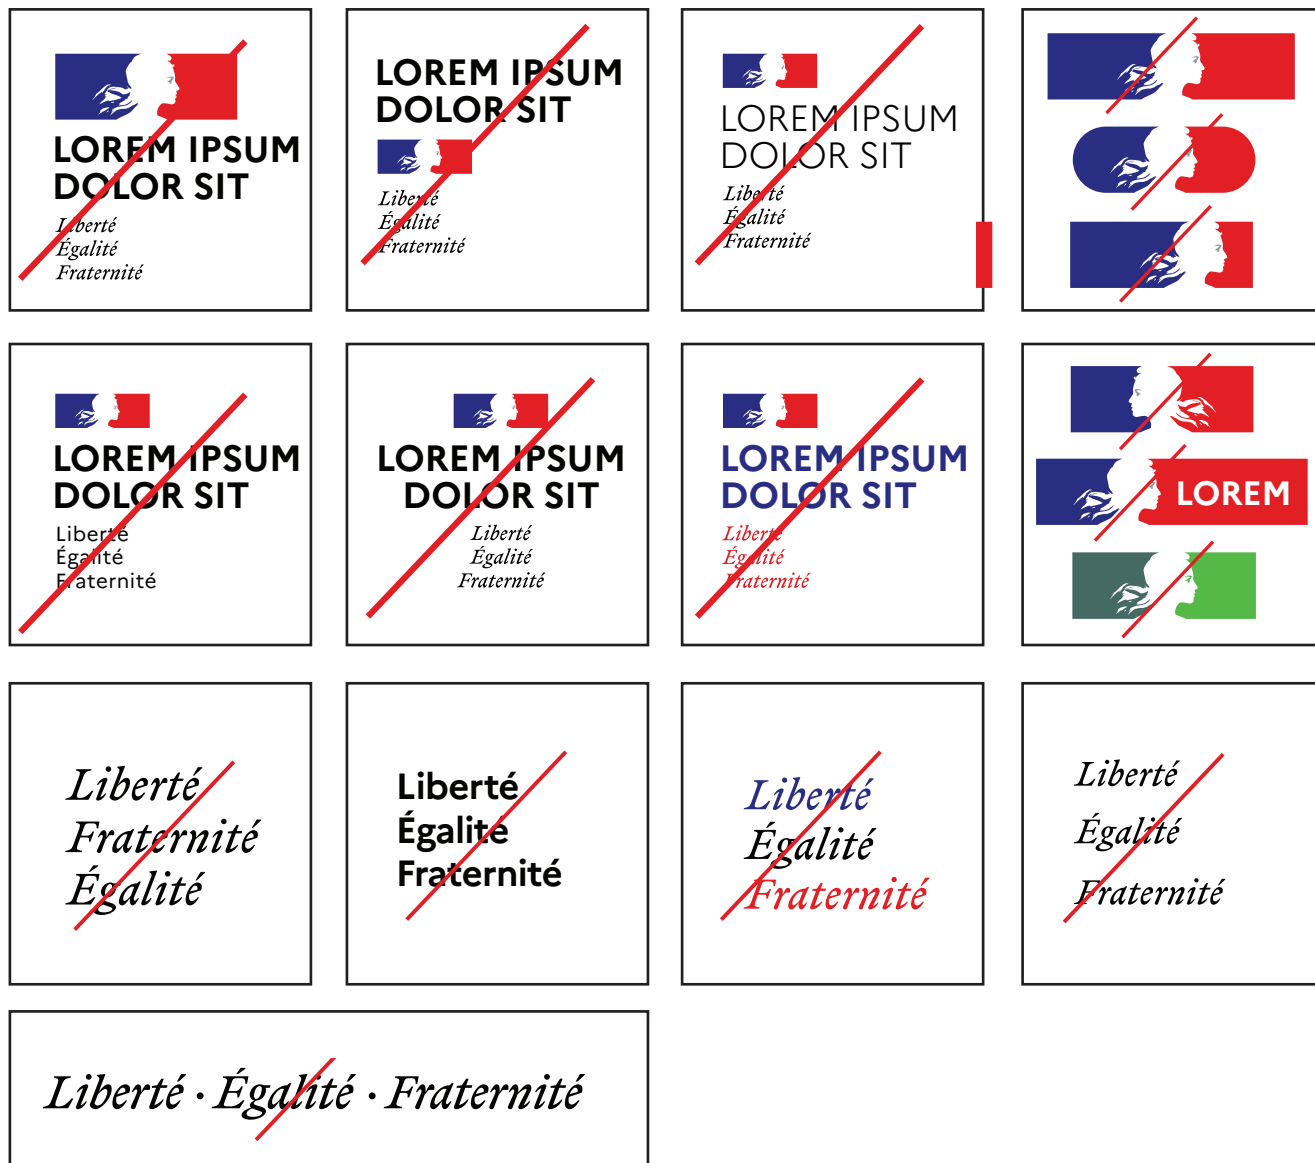 LOREM IPSUM
DOLOR SIT
Liberté
Égalité
Fraternité
LOREM IPSUM
DOLOR SIT
Liberté
Égalité
Fraternité
LOREM IPSUM
DOLOR SIT
Liberté
Égalité
Fraternité
LOREM IPSUM
DOLOR SIT
Liberté
Égalité
Fraternité
LOREM IPSUM
DOLOR SIT
Liberté
Égalité
Fraternité
LOREM IPSUM
DOLOR SIT
Liberté
Égalité
Fraternité
LOREM
Liberté
Fraternité
Égalité
Liberté
Égalité
Fraternité
Liberté
Égalité
Fraternité
Liberté
Égalité
Fraternité
Liberté · Égalité · Fraternité